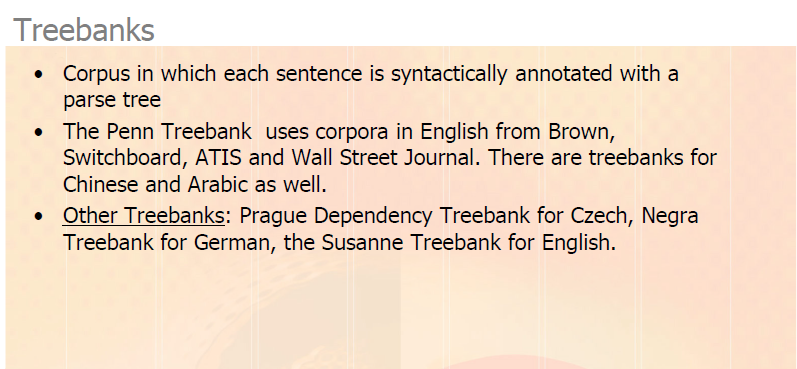 Treebanks
• Corpus in which each sentence is syntactically annotated with a
parse tree
• The Penn Treebank  uses corpora in English from Brown,
Switchboard, ATIS and Wall Street Journal. There are treebanks for
Chinese and Arabic as well.
• Other Treebanks: Prague Dependency Treebank for Czech, Negra
Treebank for German, the Susanne Treebank for English.